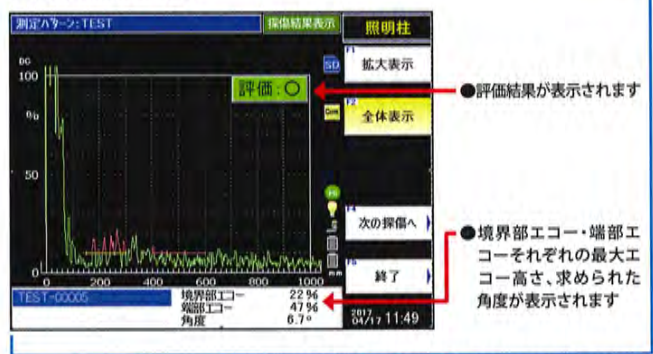 測定パターン:TEST
探傷結果表示
照明柱
DG
100
%
50
0
0 200 400 600 800 1000
評価:○
SD
F1
拡大表示
F2
全体表示
F4
次の探傷へ
F5
終了
TEST-00005
境界部エコー 22%
端部エコー 47%
角度 6.7°
2017
04/17 11:49
●評価結果が表示されます
●境界部エコー・端部エ
コーそれぞれの最大エ
コー高さ、求められた
角度が表示されます